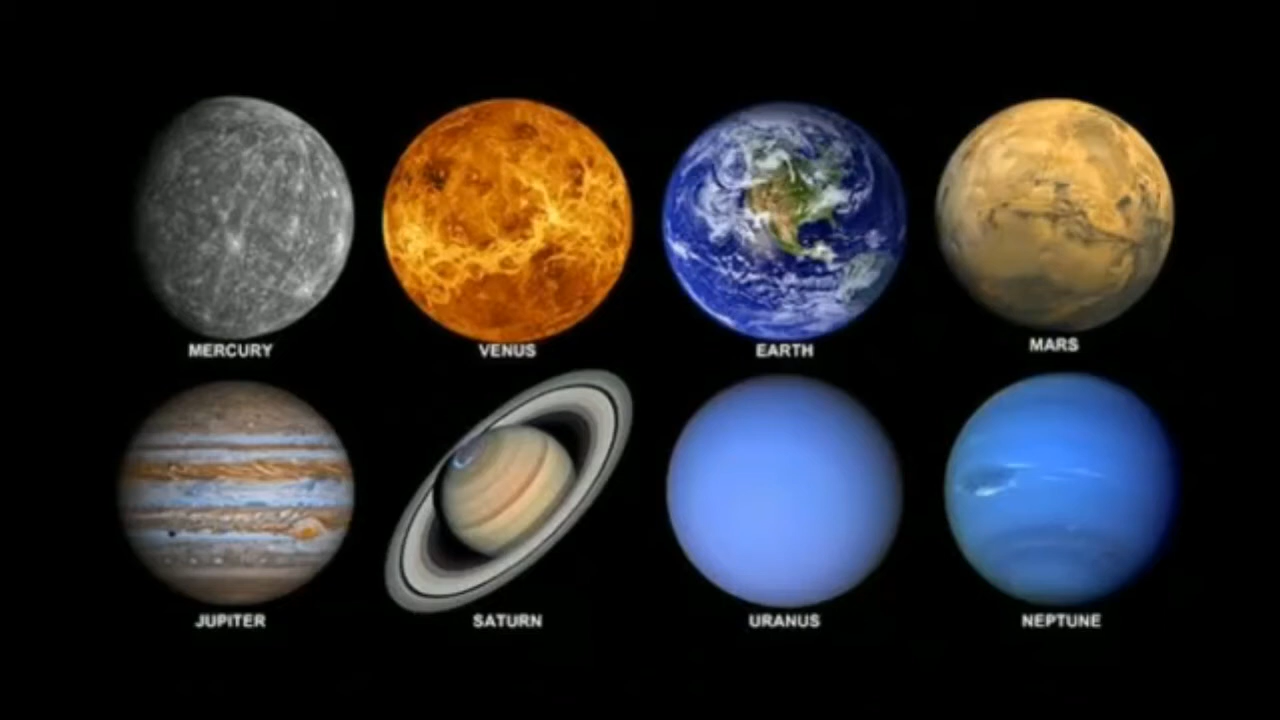 MERCURY
VENUS
EARTH
MARS
JUPITER
SATURN
URANUS
NEPTUNE